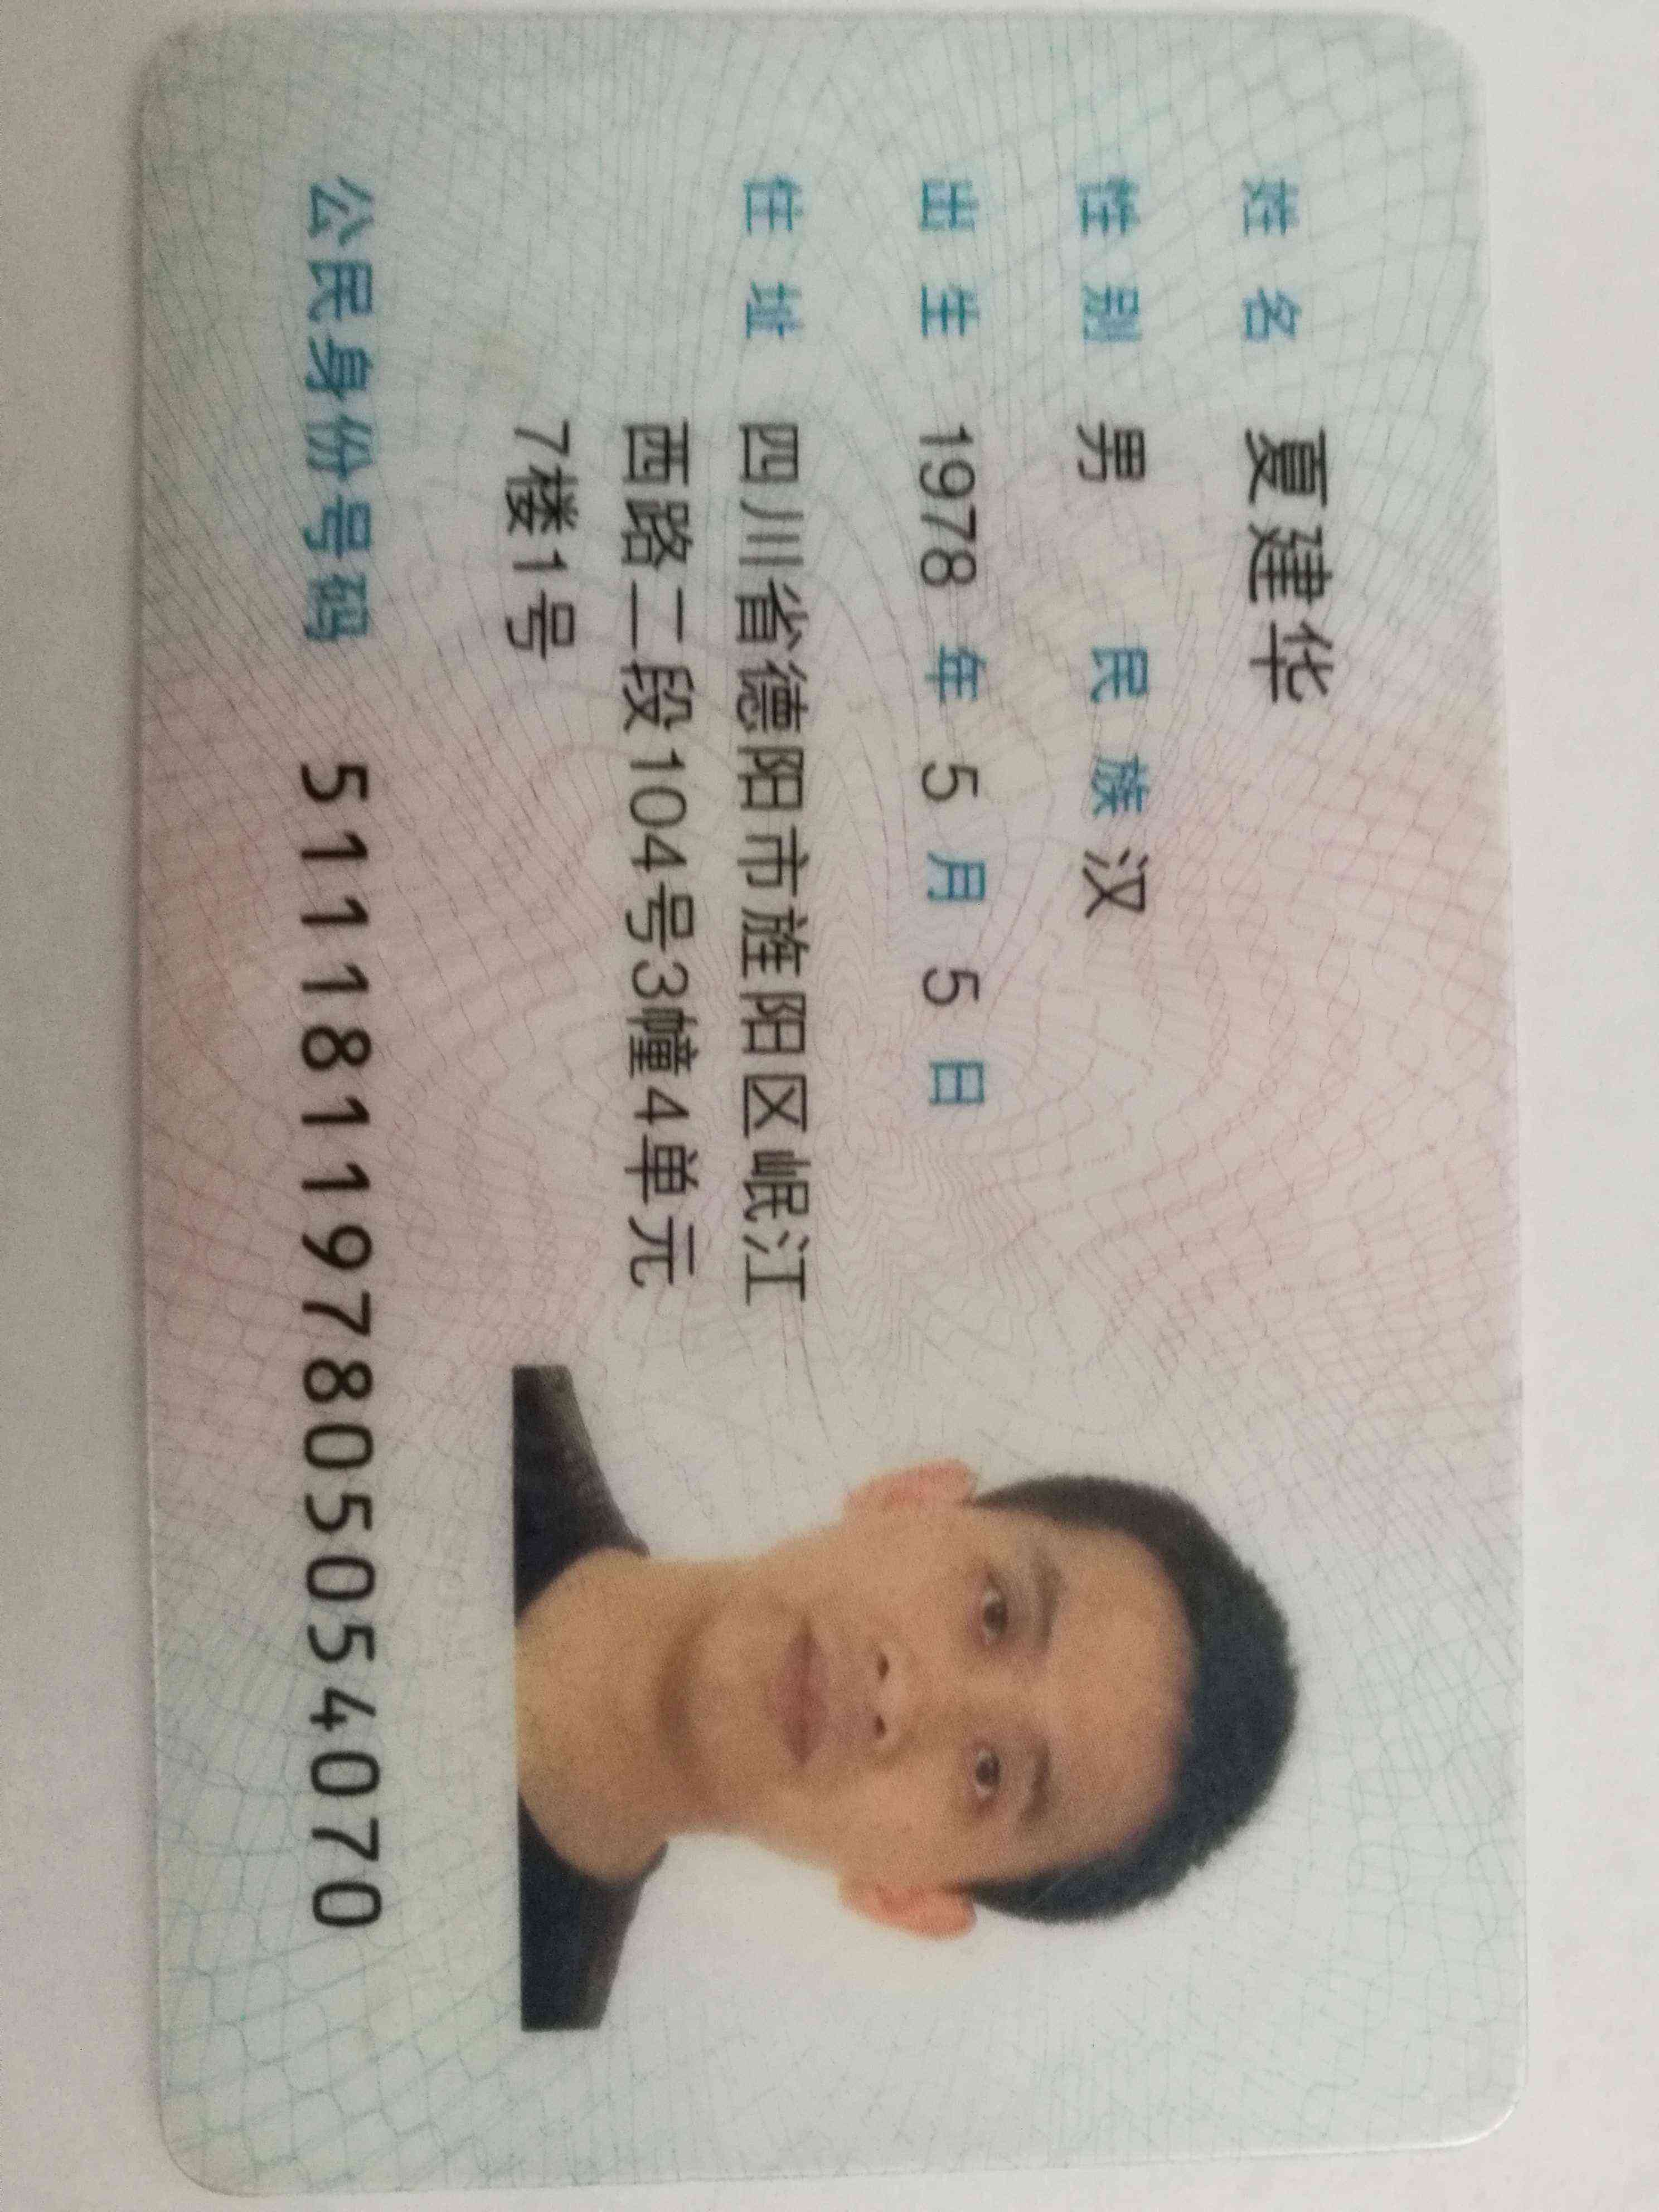 姓名 夏建华
性别 男 民族 汉
出生 1978 年 5 月 5 日
住址 四川省德阳市旌阳区岷江
西路二段104号3幢4单元
7楼1号
公民身份号码 511181197805054070